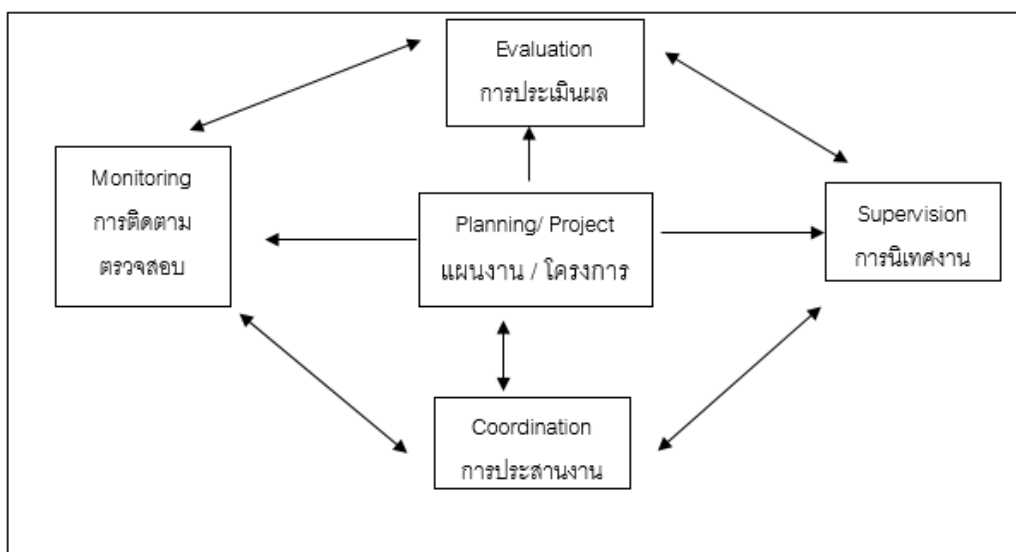 Evaluation
การประเมินผล
Monitoring
การติดตาม
ตรวจสอบ
Planning/ Project
แผนงาน / โครงการ
Supervision
การนิเทศงาน
Coordination
การประสานงาน